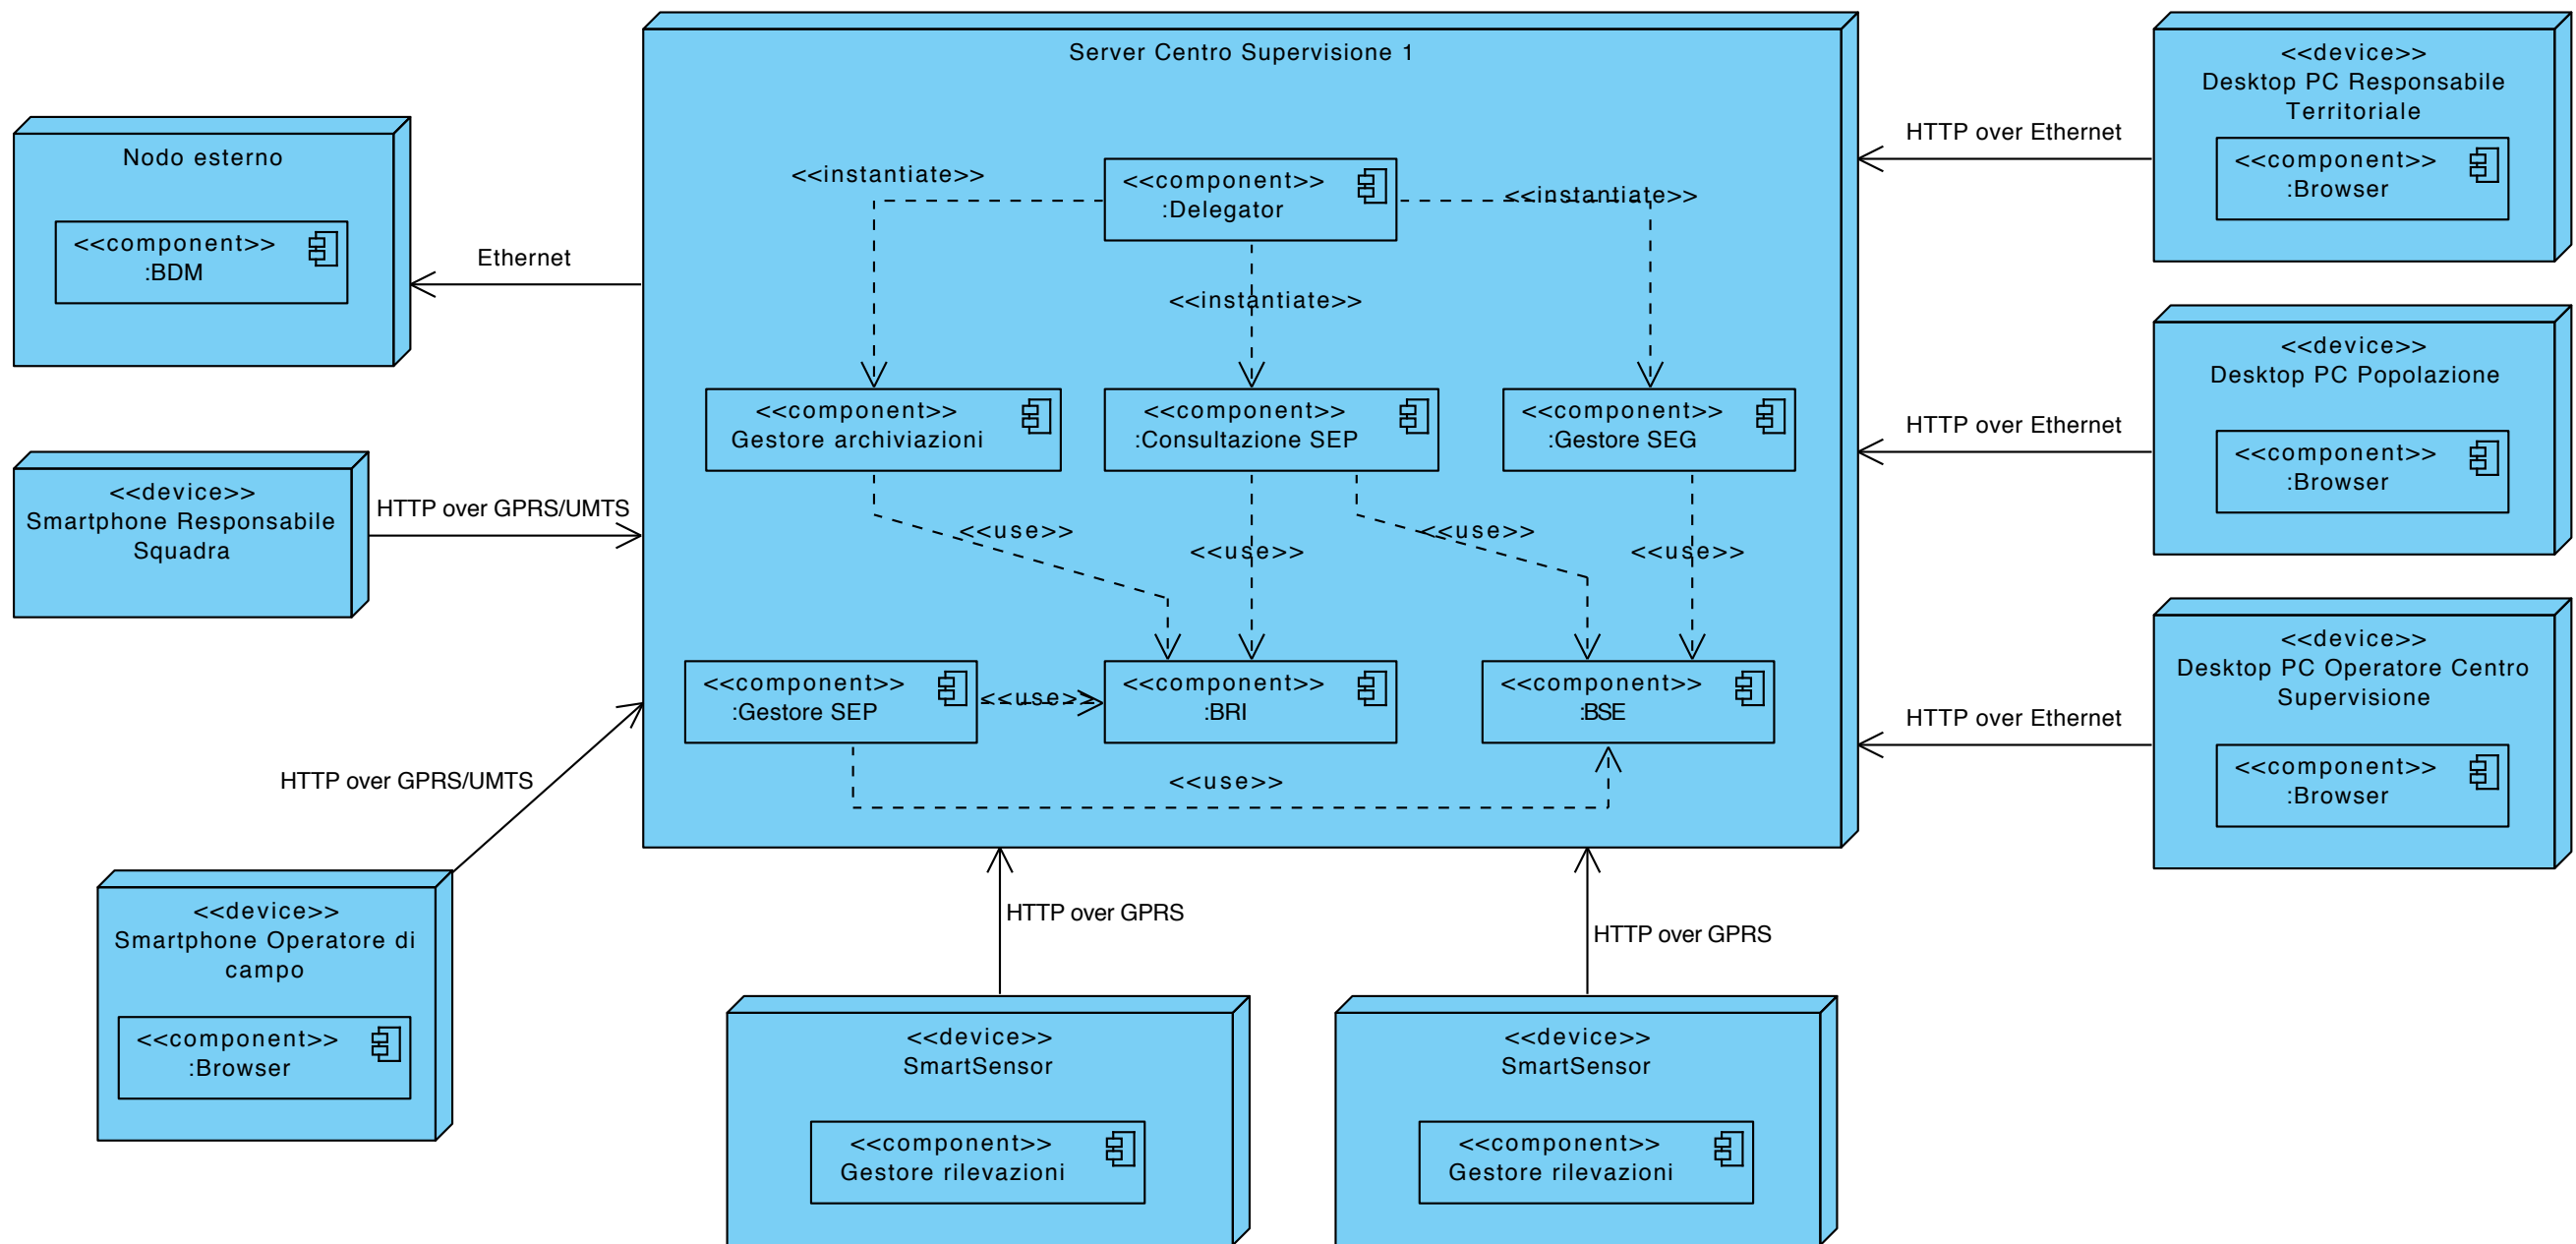 Server Centro Supervisione 1
<<component>>
:Delegator
<<instantiate>>
<<instantiate>>
<<instantiate>>
<<component>>
Gestore archiviazioni
<<component>>
:Consultazione SEP
<<component>>
:Gestore SEG
<<use>>
<<use>>
<<use>>
<<use>>
<<component>>
:Gestore SEP
<<use>>
<<component>>
:BRI
<<component>>
:BSE
<<use>>
Nodo esterno
<<component>>
:BDM
Ethernet
<<device>>
Smartphone Responsabile
Squadra
HTTP over GPRS/UMTS
HTTP over GPRS/UMTS
<<device>>
Smartphone Operatore di
campo
<<component>>
:Browser
HTTP over GPRS
<<device>>
SmartSensor
<<component>>
Gestore rilevazioni
HTTP over GPRS
<<device>>
SmartSensor
<<component>>
Gestore rilevazioni
<<device>>
Desktop PC Responsabile
Territoriale
<<component>>
:Browser
HTTP over Ethernet
<<device>>
Desktop PC Popolazione
<<component>>
:Browser
HTTP over Ethernet
<<device>>
Desktop PC Operatore Centro
Supervisione
<<component>>
:Browser
HTTP over Ethernet